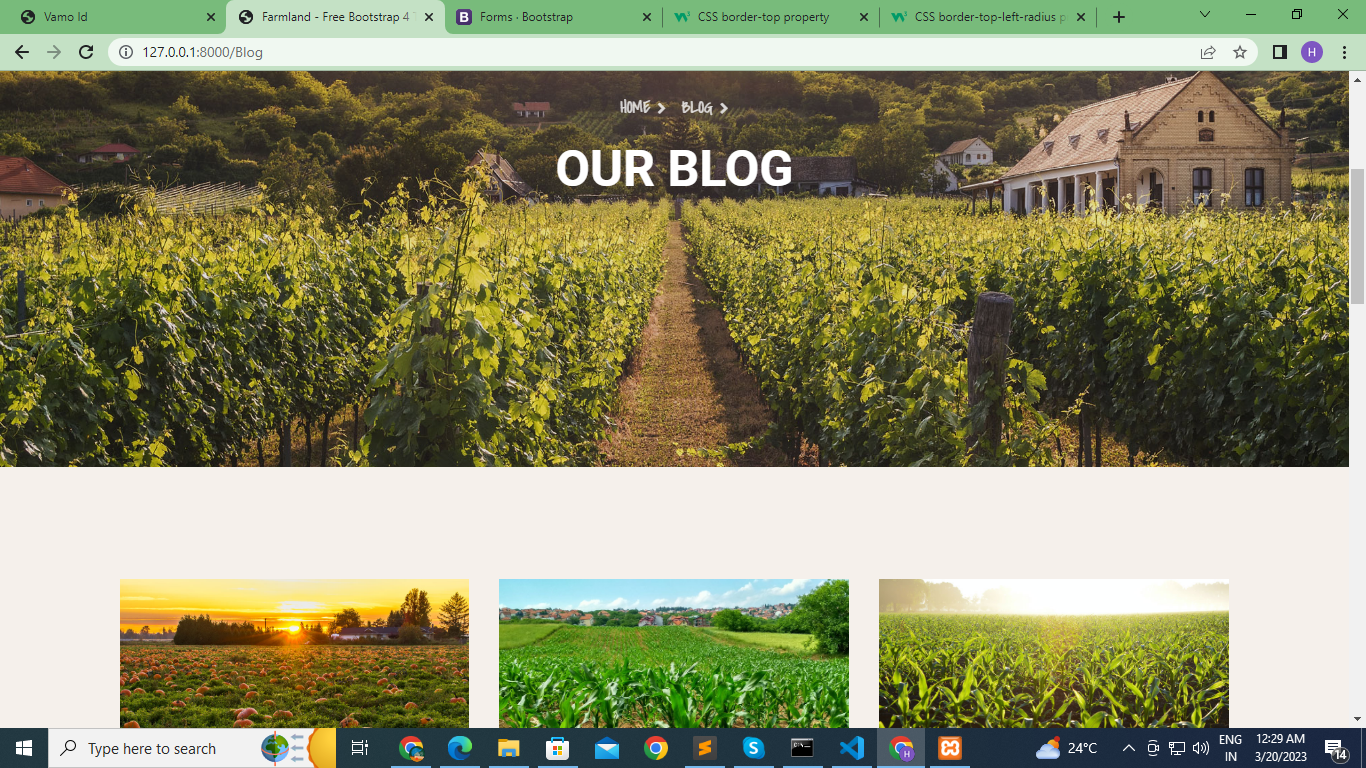 Vamo Id
Farmland - Free Bootstrap 4 T
Forms · Bootstrap
CSS border-top property
CSS border-top-left-radius p
127.0.0.1:8000/Blog
H
HOME > BLOG >
OUR BLOG
Type here to search
24°C
ENG
IN
12:29 AM
3/20/2023
14